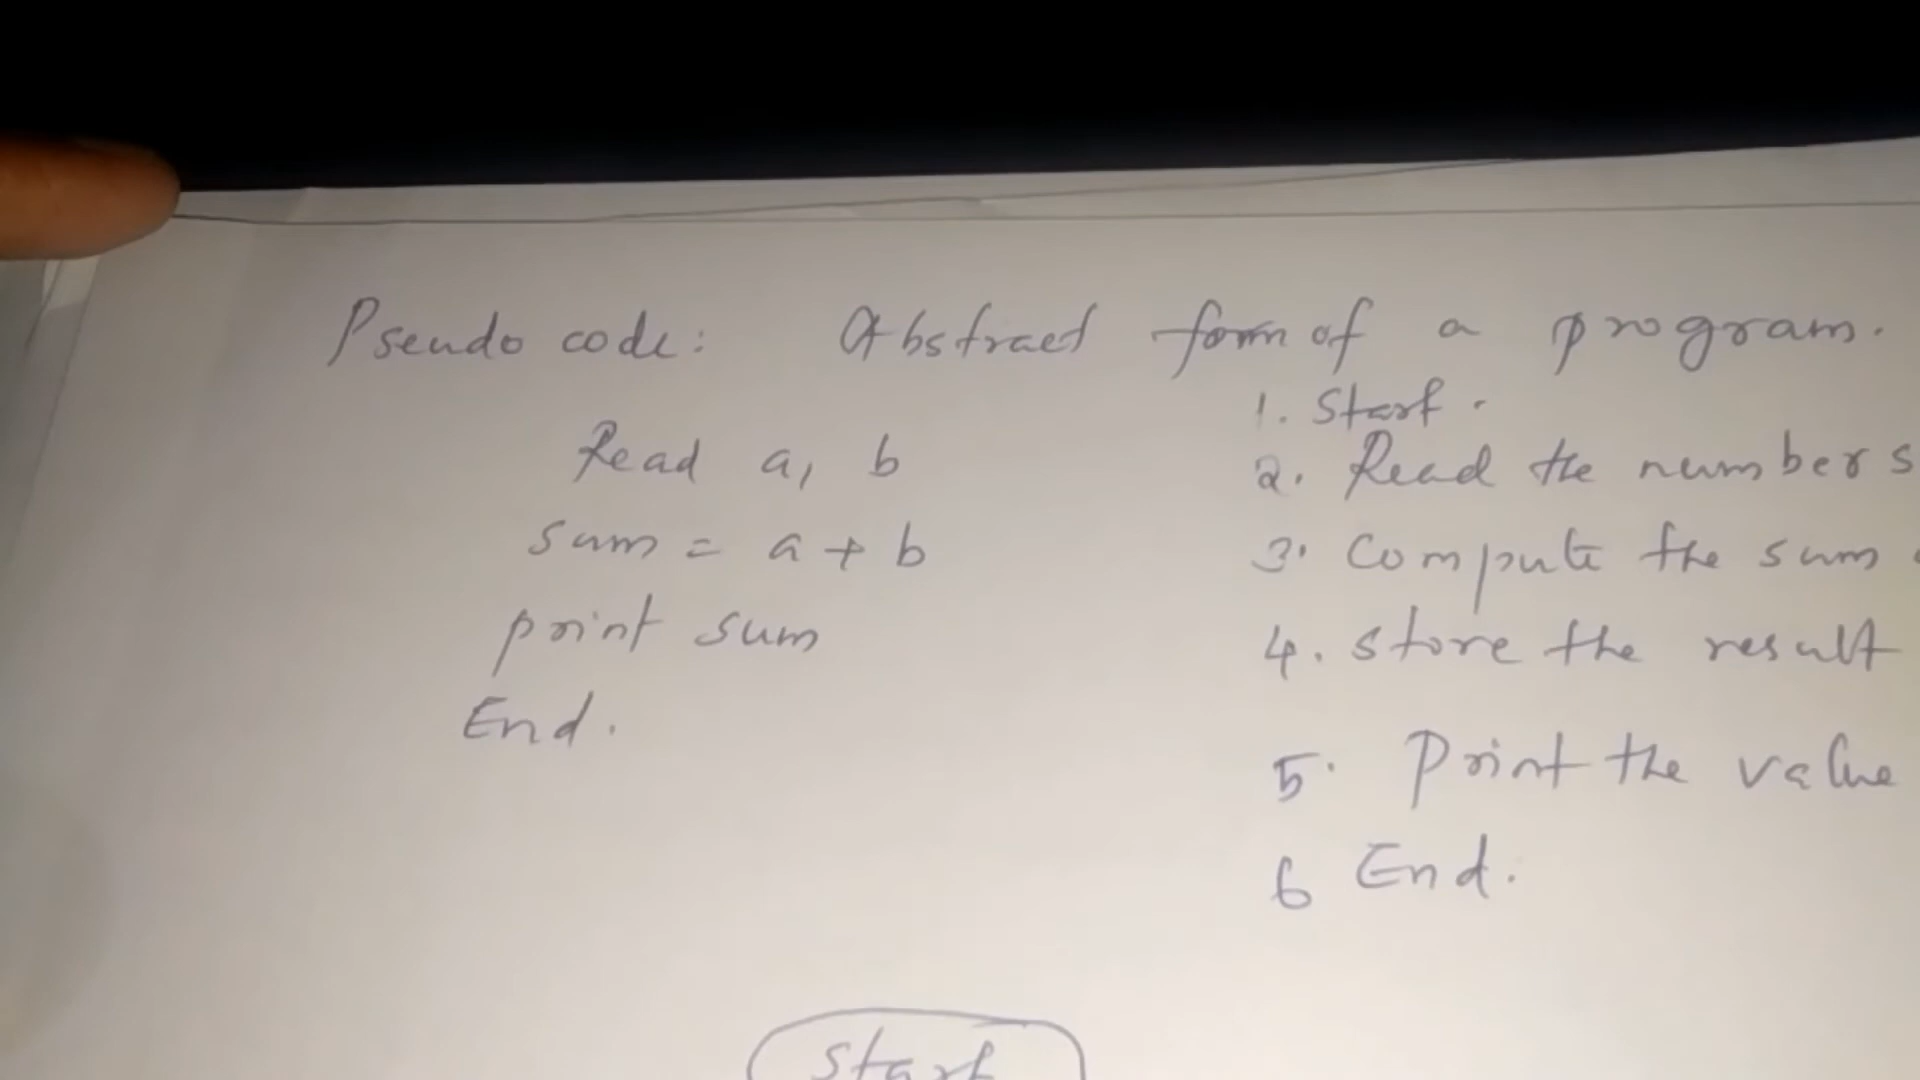 Pseudo code: Abstract form of a program.
Read a, b
sum = a + b
print sum
End.
1. Start.
2. Read the numbers
3. Compute the sum
4. store the result
5. Print the value
6 End.
Start